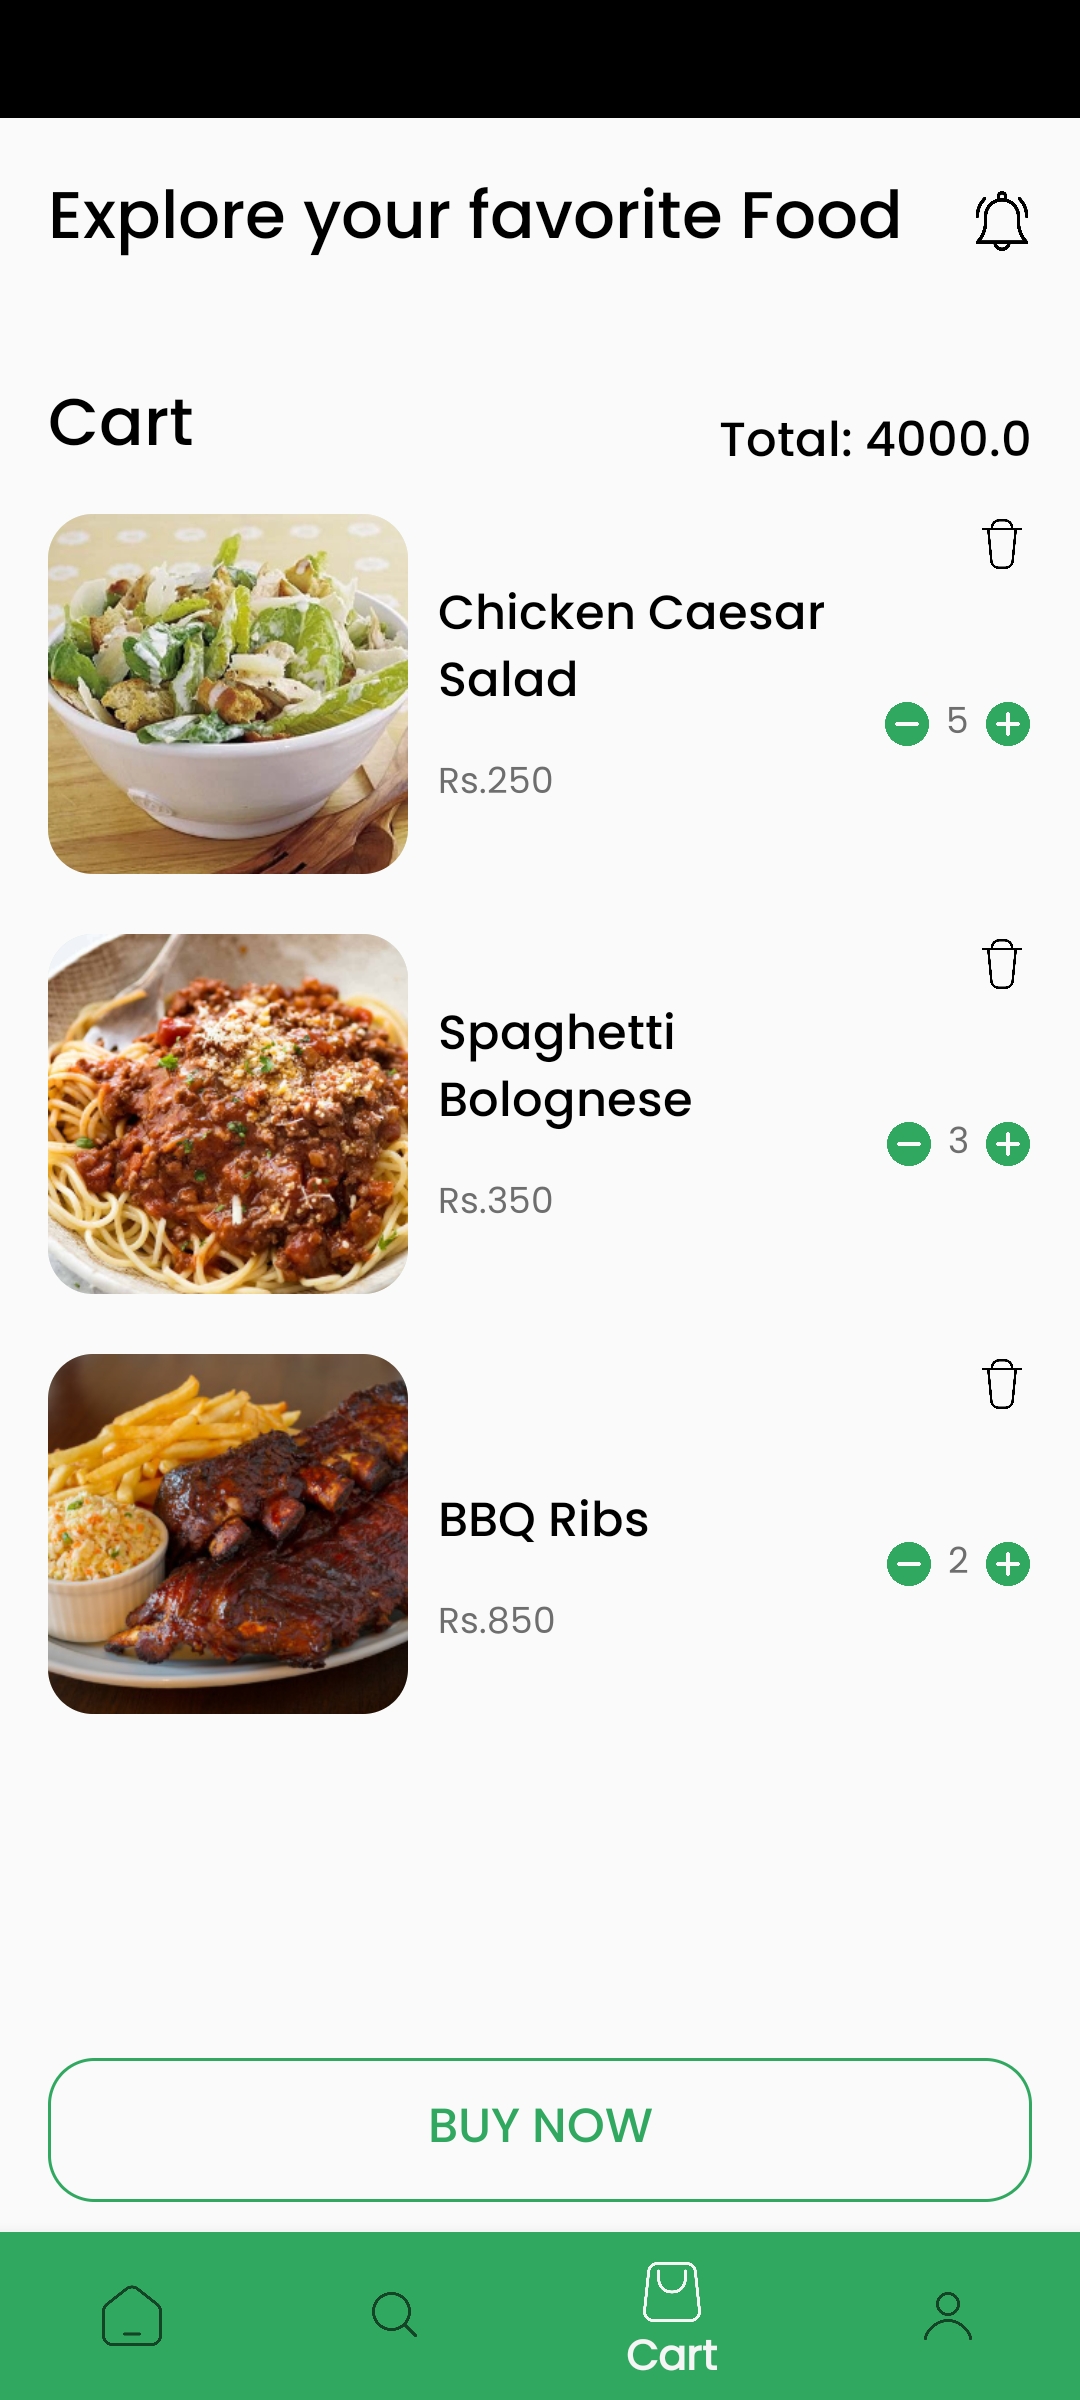 Explore your favorite Food
Cart
Total: 4000.0
Chicken Caesar
Salad
5
Rs.250
Spaghetti
Bolognese
3
Rs.350
BBQ Ribs
2
Rs.850
BUY NOW
Cart